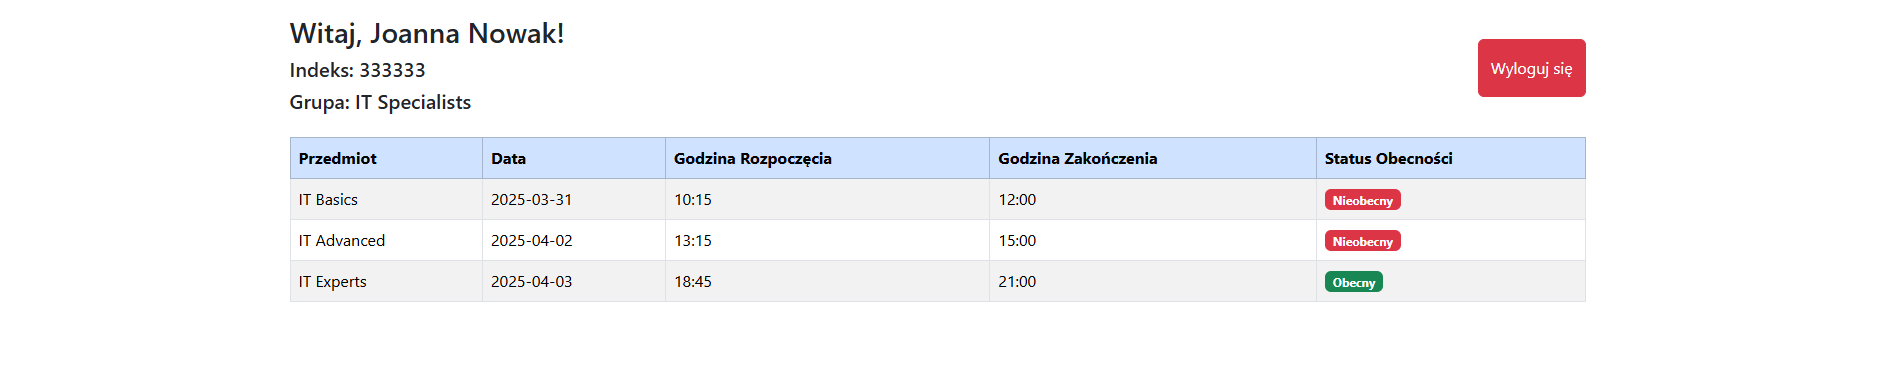 Witaj, Joanna Nowak!
Indeks: 333333
Grupa: IT Specialists
Wyloguj się
Przedmiot Data Godzina Rozpoczęcia Godzina Zakończenia Status Obecności
IT Basics 2025-03-31 10:15 12:00 Nieobecny
IT Advanced 2025-04-02 13:15 15:00 Nieobecny
IT Experts 2025-04-03 18:45 21:00 Obecny